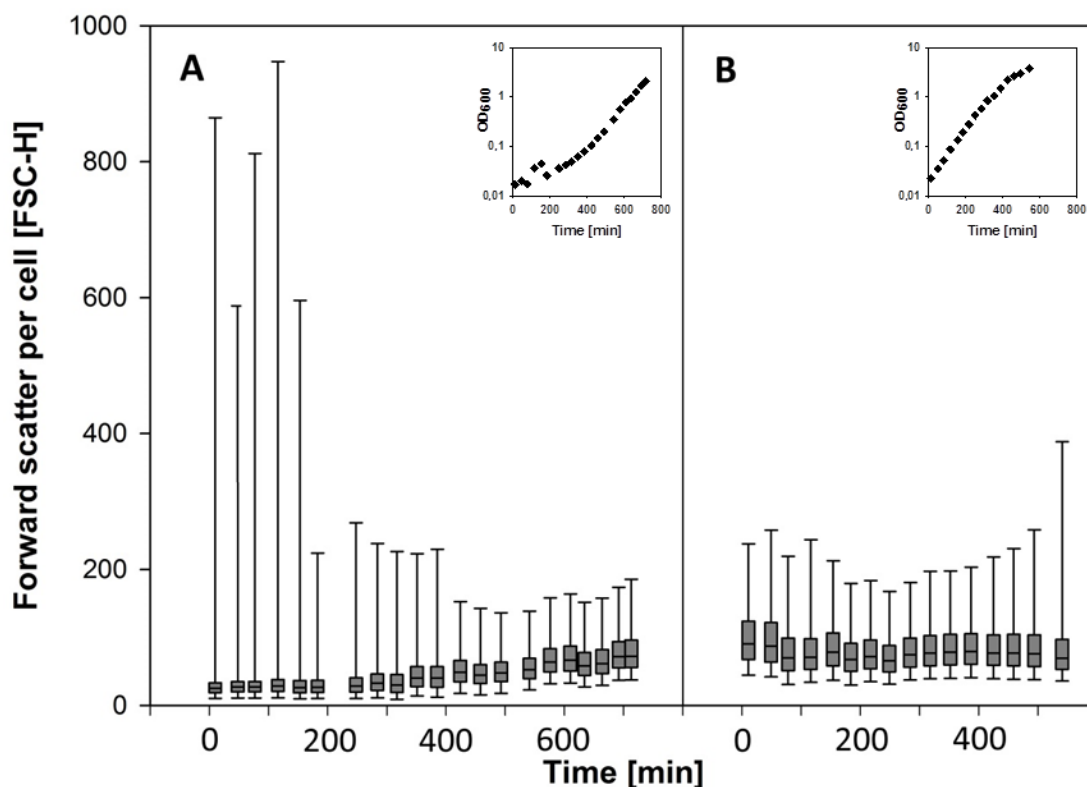 Forward scatter per cell [FSC-H]
1000
800
600
400
200
0
A
OD600
10
1
0,1
0,01
0 200 400 600 800
Time [min]
B
OD600
10
1
0,1
0,01
0 200 400 600 800
Time [min]
0 200 400 600
0 200 400
Time [min]